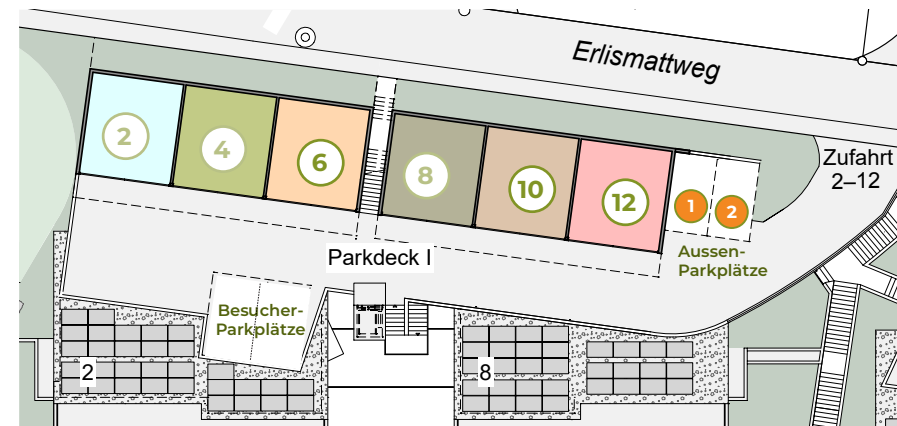 Erlismattweg
2
4
6
8
10
12
1
2
Zufahrt
2–12
Aussen-
Parkplätze
Parkdeck I
Besucher-
Parkplätze
2
8